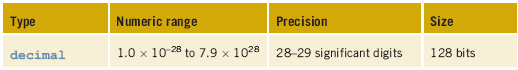 Type Numeric range Precision Size
decimal 1.0 × 10⁻²⁸ to 7.9 × 10²⁸ 28–29 significant digits 128 bits